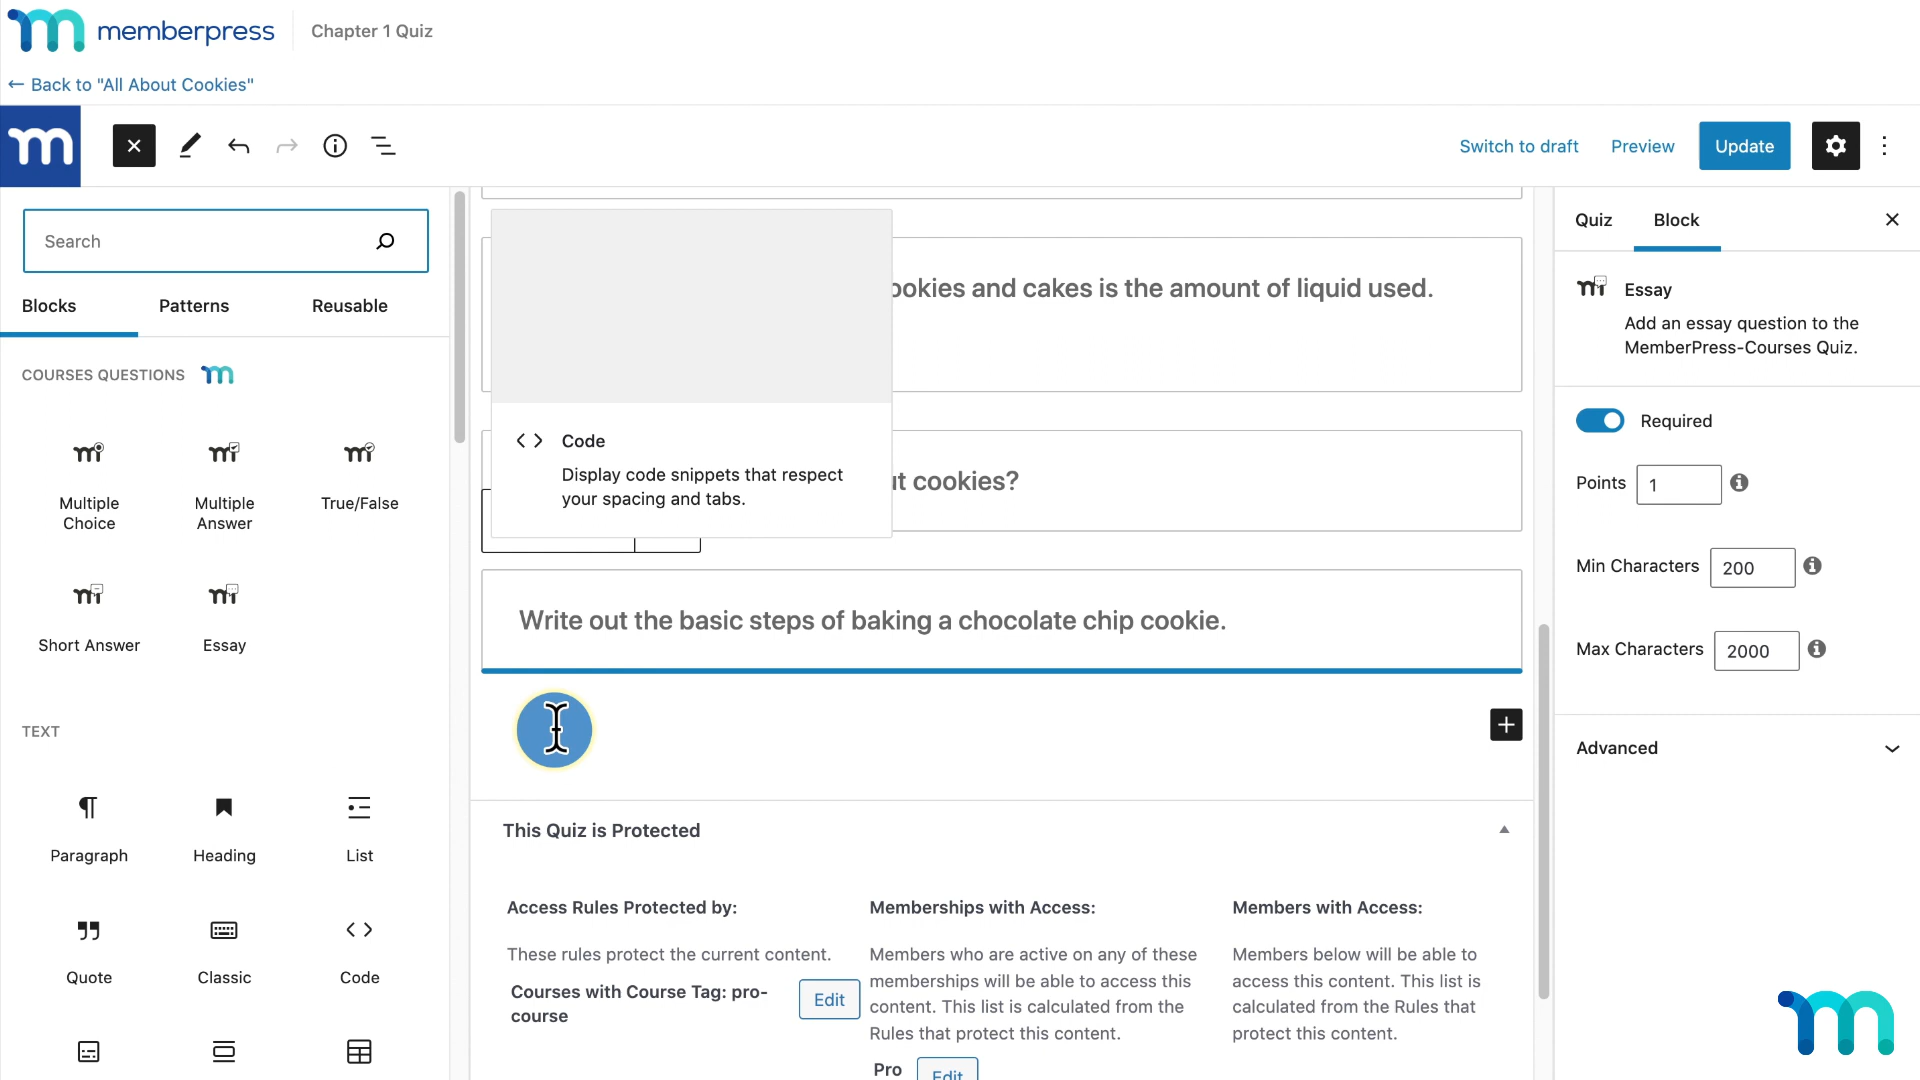 memberpress
Chapter 1 Quiz
← Back to "All About Cookies"
Switch to draft
Preview
Update
Search
Blocks
Patterns
Reusable
COURSES QUESTIONS
Multiple
Choice
Multiple
Answer
True/False
Short Answer
Essay
TEXT
Paragraph
Heading
List
Quote
Classic
Code
ookies and cakes is the amount of liquid used.
Code
Display code snippets that respect
your spacing and tabs.
ut cookies?
Write out the basic steps of baking a chocolate chip cookie.
This Quiz is Protected
Access Rules Protected by:
These rules protect the current content.
Courses with Course Tag: pro-
course
Edit
Memberships with Access:
Members who are active on any of these
memberships will be able to access this
content. This list is calculated from the
Rules that protect this content.
Pro
Edit
Members with Access:
Members below will be able to
access this content. This list is
calculated from the Rules that
protect this content.
Quiz
Block
Essay
Add an essay question to the
MemberPress-Courses Quiz.
Required
Points 1
Min Characters 200
Max Characters 2000
Advanced